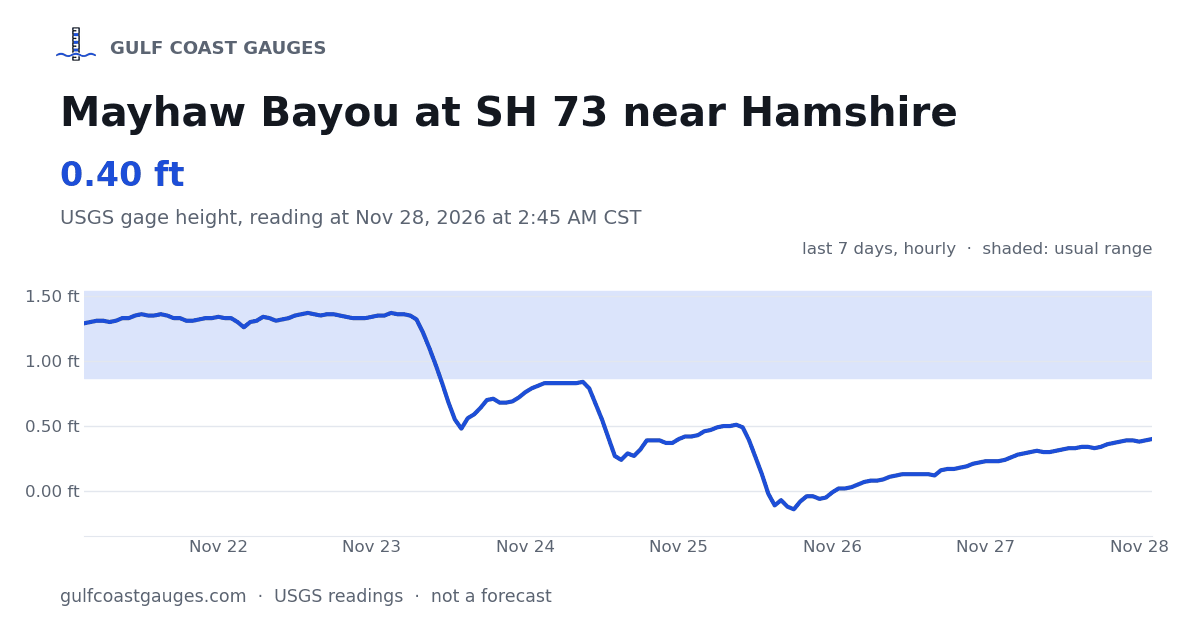 GULF COAST GAUGES
Mayhaw Bayou at SH 73 near Hamshire
0.40 ft
USGS gage height, reading at Nov 28, 2026 at 2:45 AM CST
last 7 days, hourly · shaded: usual range
1.50 ft
1.00 ft
0.50 ft
0.00 ft
Nov 22 Nov 23 Nov 24 Nov 25 Nov 26 Nov 27 Nov 28
gulfcoastgauges.com · USGS readings · not a forecast